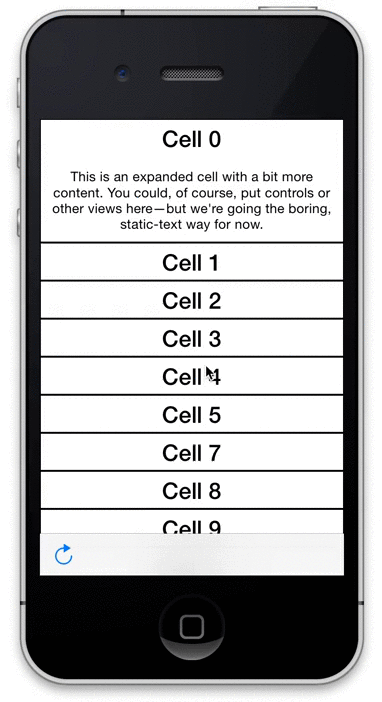 Cell 0
This is an expanded cell with a bit more
content. You could, of course, put controls or
other views here—but we're going the boring,
static-text way for now.
Cell 1
Cell 2
Cell 3
Cell 4
Cell 5
Cell 7
Cell 8
Cell 9